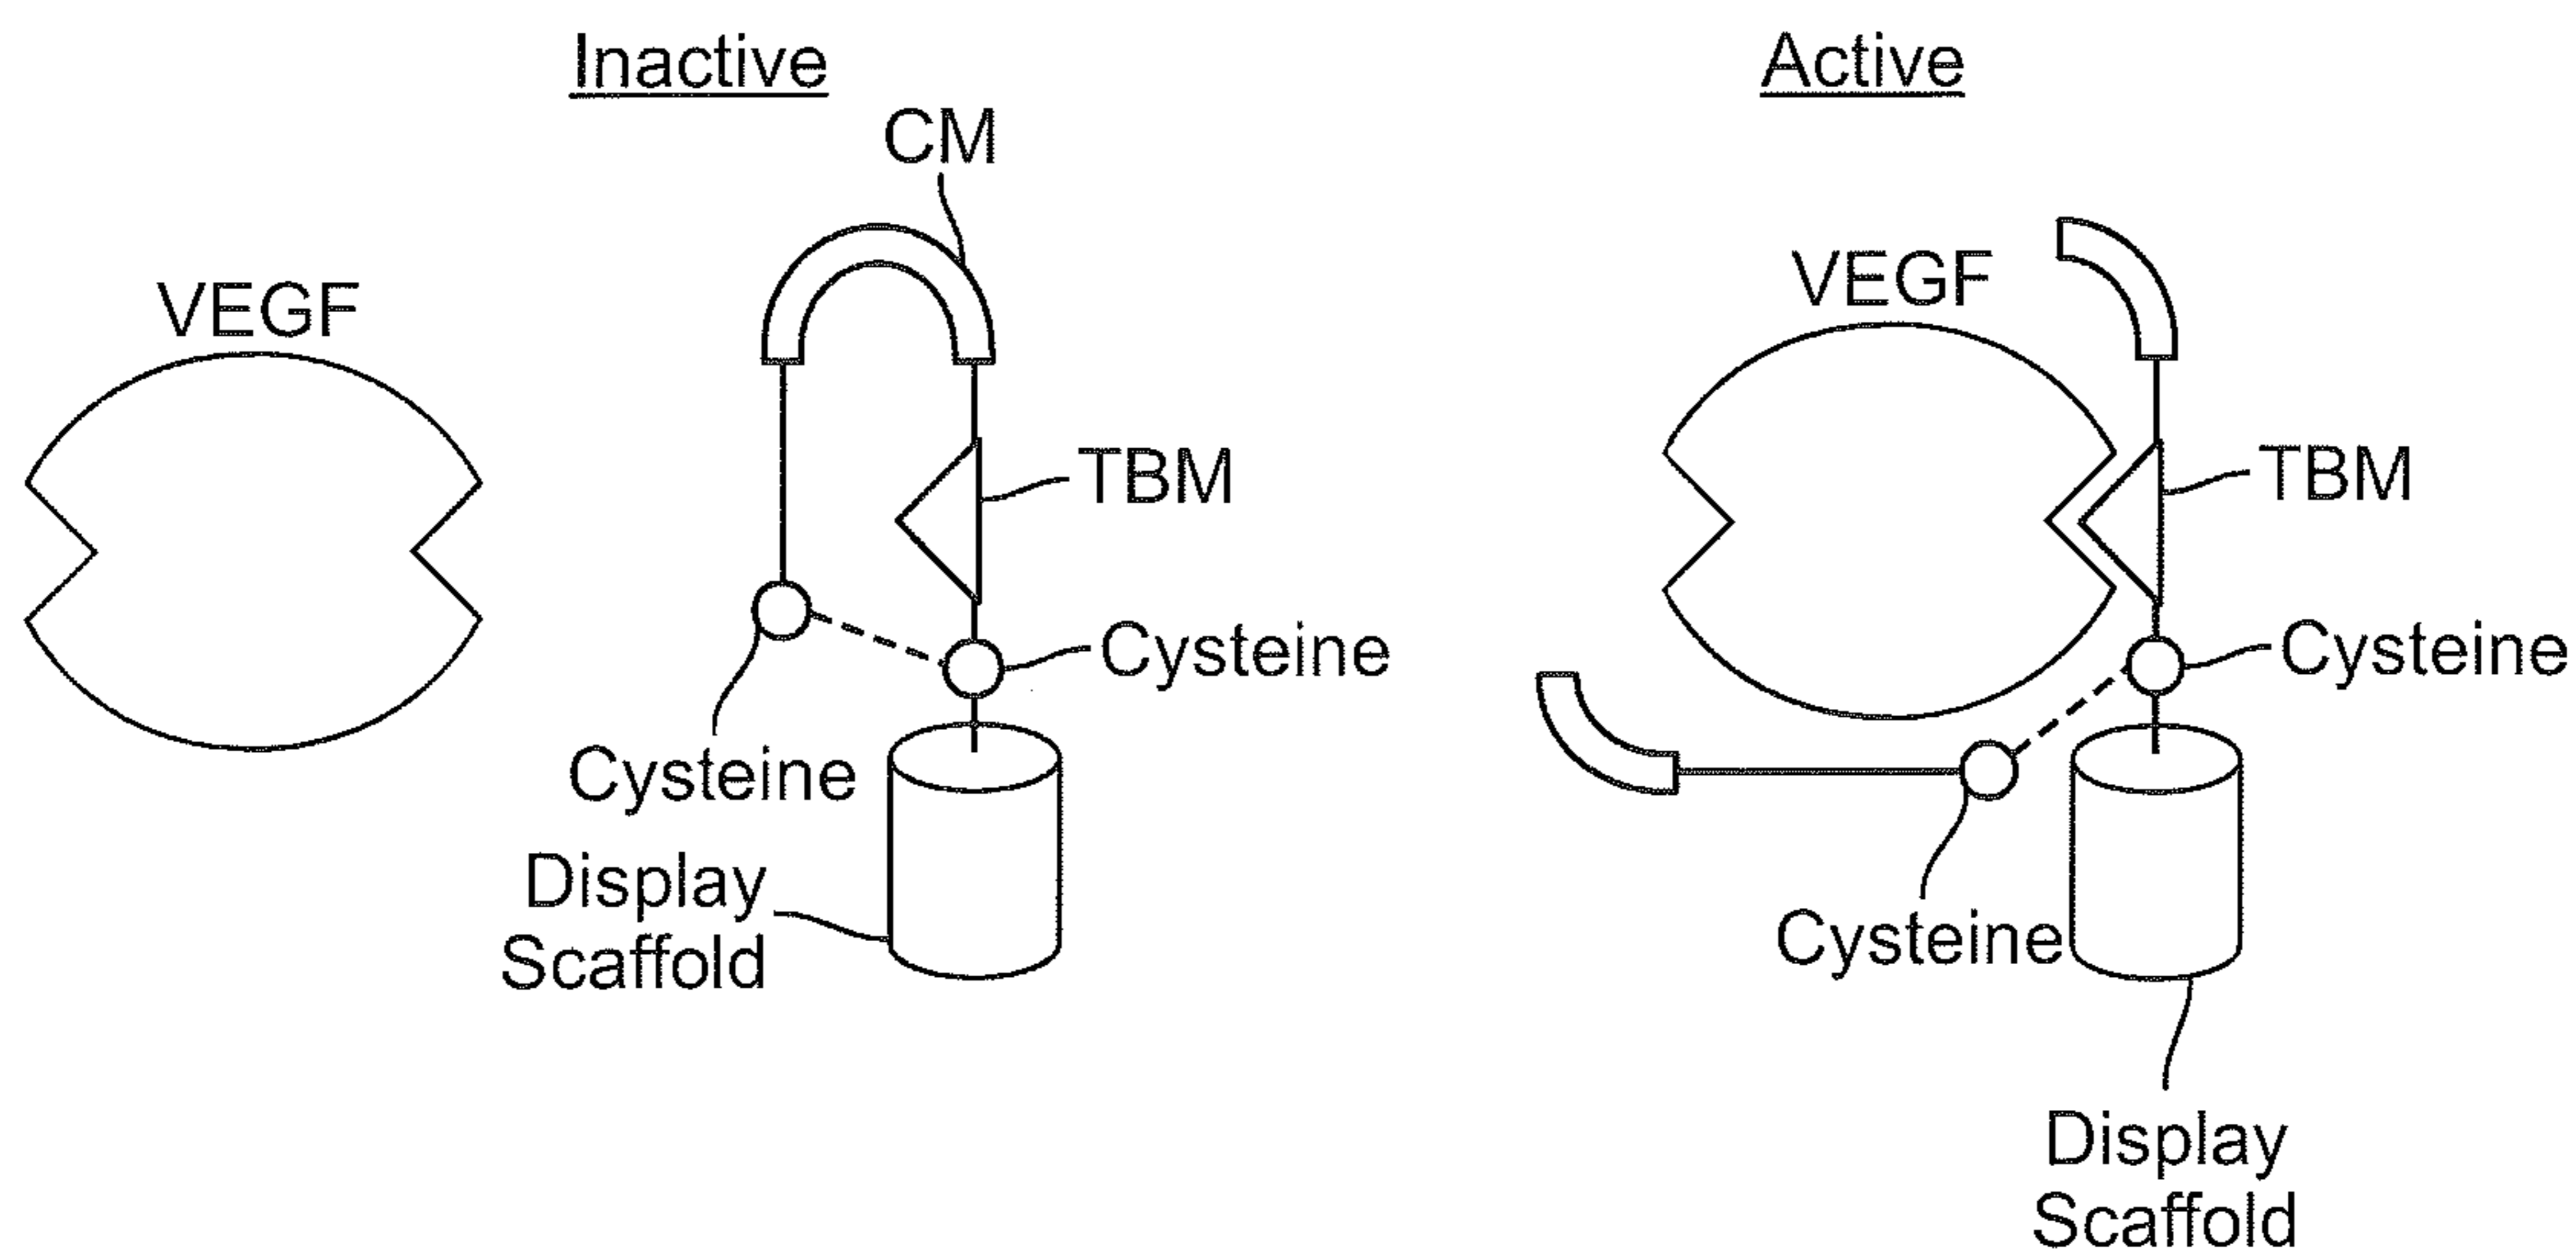 Inactive
CM
VEGF
TBM
Cysteine
Cysteine
Display
Scaffold
Active
VEGF
TBM
Cysteine
Cysteine
Display
Scaffold